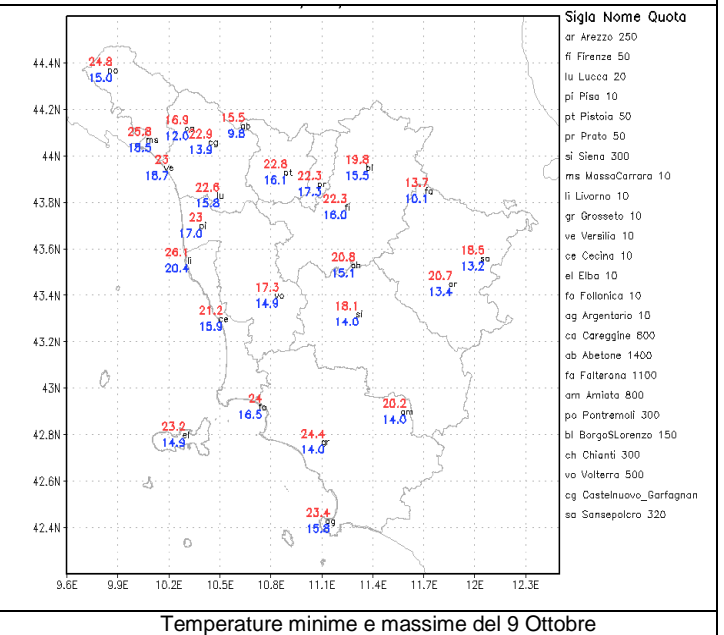 Sigla Nome Quota
ar Arezzo 250
fi Firenze 50
lu Lucca 20
pi Pisa 10
pt Pistoia 50
pr Prato 50
si Siena 300
ms MassaCarrara 10
li Livorno 10
gr Grosseto 10
ve Versilia 10
ce Cecina 10
el Elba 10
fo Follonica 10
ag Argentario 10
ca Careggine 800
ab Abetone 1400
fa Falterona 1100
am Amiata 800
po Pontremoli 300
bl BorgoSLorenzo 150
ch Chianti 300
vo Volterra 500
cg Castelnuovo_Garfagnan
sa Sansepolcro 320
44.4N
44.2N
44N
43.8N
43.6N
43.4N
43.2N
43N
42.8N
42.6N
42.4N
24.8
po
15.0
16.9
ca
12.0
15.5
ab
9.8
25.8
ms
18.5
22.9
cg
13.9
23
ve
18.7
22.8
pt
16.1
22.3
pr
17.3
19.8
bl
15.5
13.7
fa
10.1
22.6
lu
15.8
22.3
fi
16.0
23
pi
17.0
26.1
li
20.4
20.8
ch
15.1
18.5
sa
13.2
20.7
ar
13.4
17.3
vo
14.9
21.2
ce
15.9
18.1
si
14.0
24
fo
16.5
20.2
am
14.0
23.2
el
14.9
24.4
gr
14.0
23.4
ag
15.8
9.6E 9.9E 10.2E 10.5E 10.8E 11.1E 11.4E 11.7E 12E 12.3E
Temperature minime e massime del 9 Ottobre